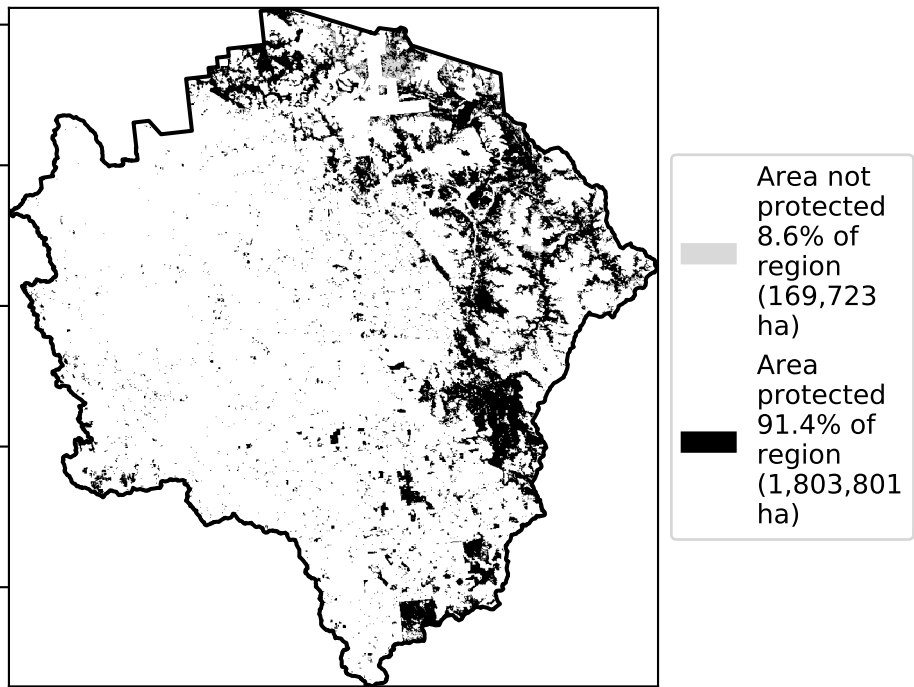 Area not
protected
8.6% of
region
(169,723
ha)
Area
protected
91.4% of
region
(1,803,801
ha)